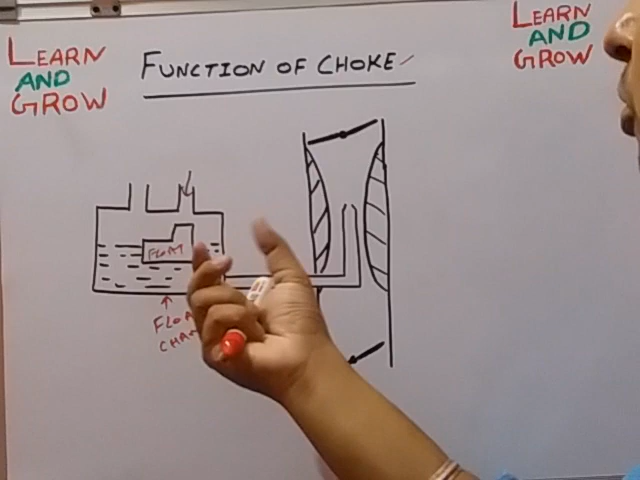 LEARN
AND
GROW
FUNCTION OF CHOKE
LEARN
AND
GROW
FLOAT